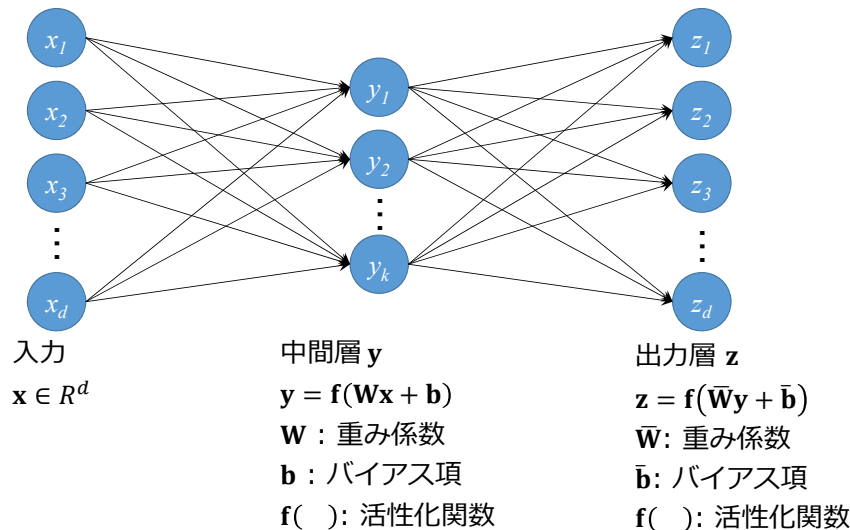 x1
x2
x3
⋮
xd
y1
y2
⋮
yk
z1
z2
z3
⋮
zd
入力
x ∈ R^d
中間層 y
y = f(Wx + b)
W : 重み係数
b : バイアス項
f( ): 活性化関数
出力層 z
z = f(W̄y + b̄)
W̄: 重み係数
b̄: バイアス項
f( ): 活性化関数